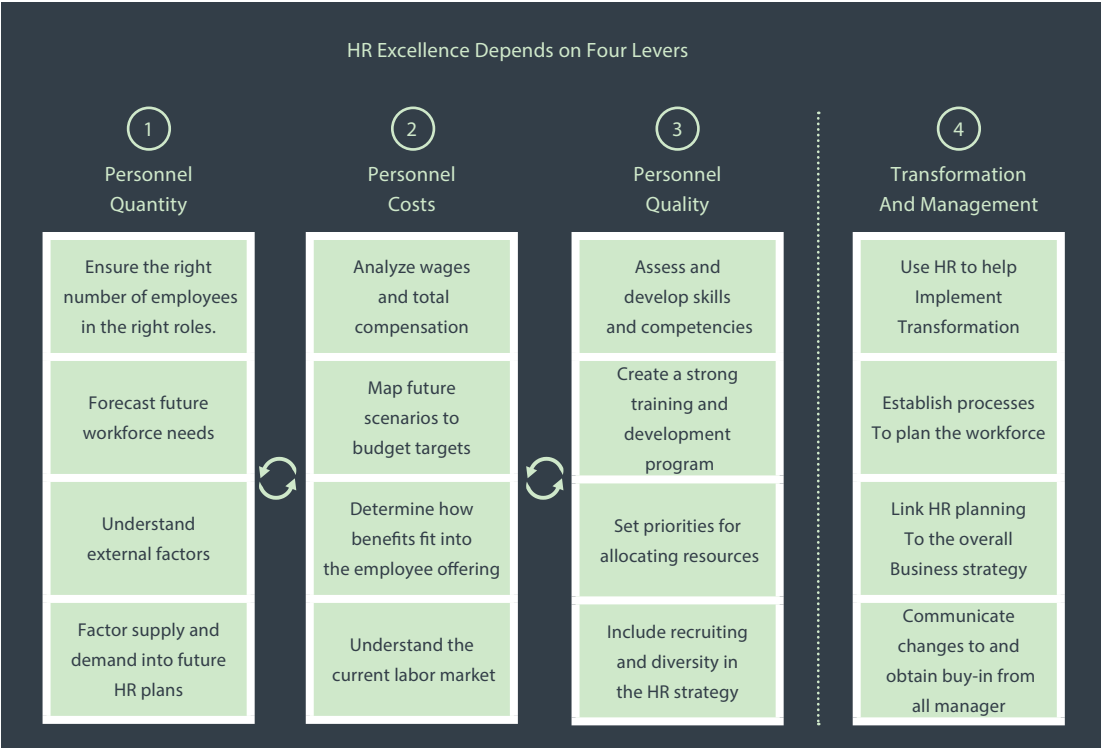 HR Excellence Depends on Four Levers
1
Personnel
Quantity
Ensure the right
number of employees
in the right roles.
Forecast future
workforce needs
Understand
external factors
Factor supply and
demand into future
HR plans
2
Personnel
Costs
Analyze wages
and total
compensation
Map future
scenarios to
budget targets
Determine how
benefits fit into
the employee offering
Understand the
current labor market
3
Personnel
Quality
Assess and
develop skills
and competencies
Create a strong
training and
development
program
Set priorities for
allocating resources
Include recruiting
and diversity in
the HR strategy
4
Transformation
And Management
Use HR to help
Implement
Transformation
Establish processes
To plan the workforce
Link HR planning
To the overall
Business strategy
Communicate
changes to and
obtain buy-in from
all manager